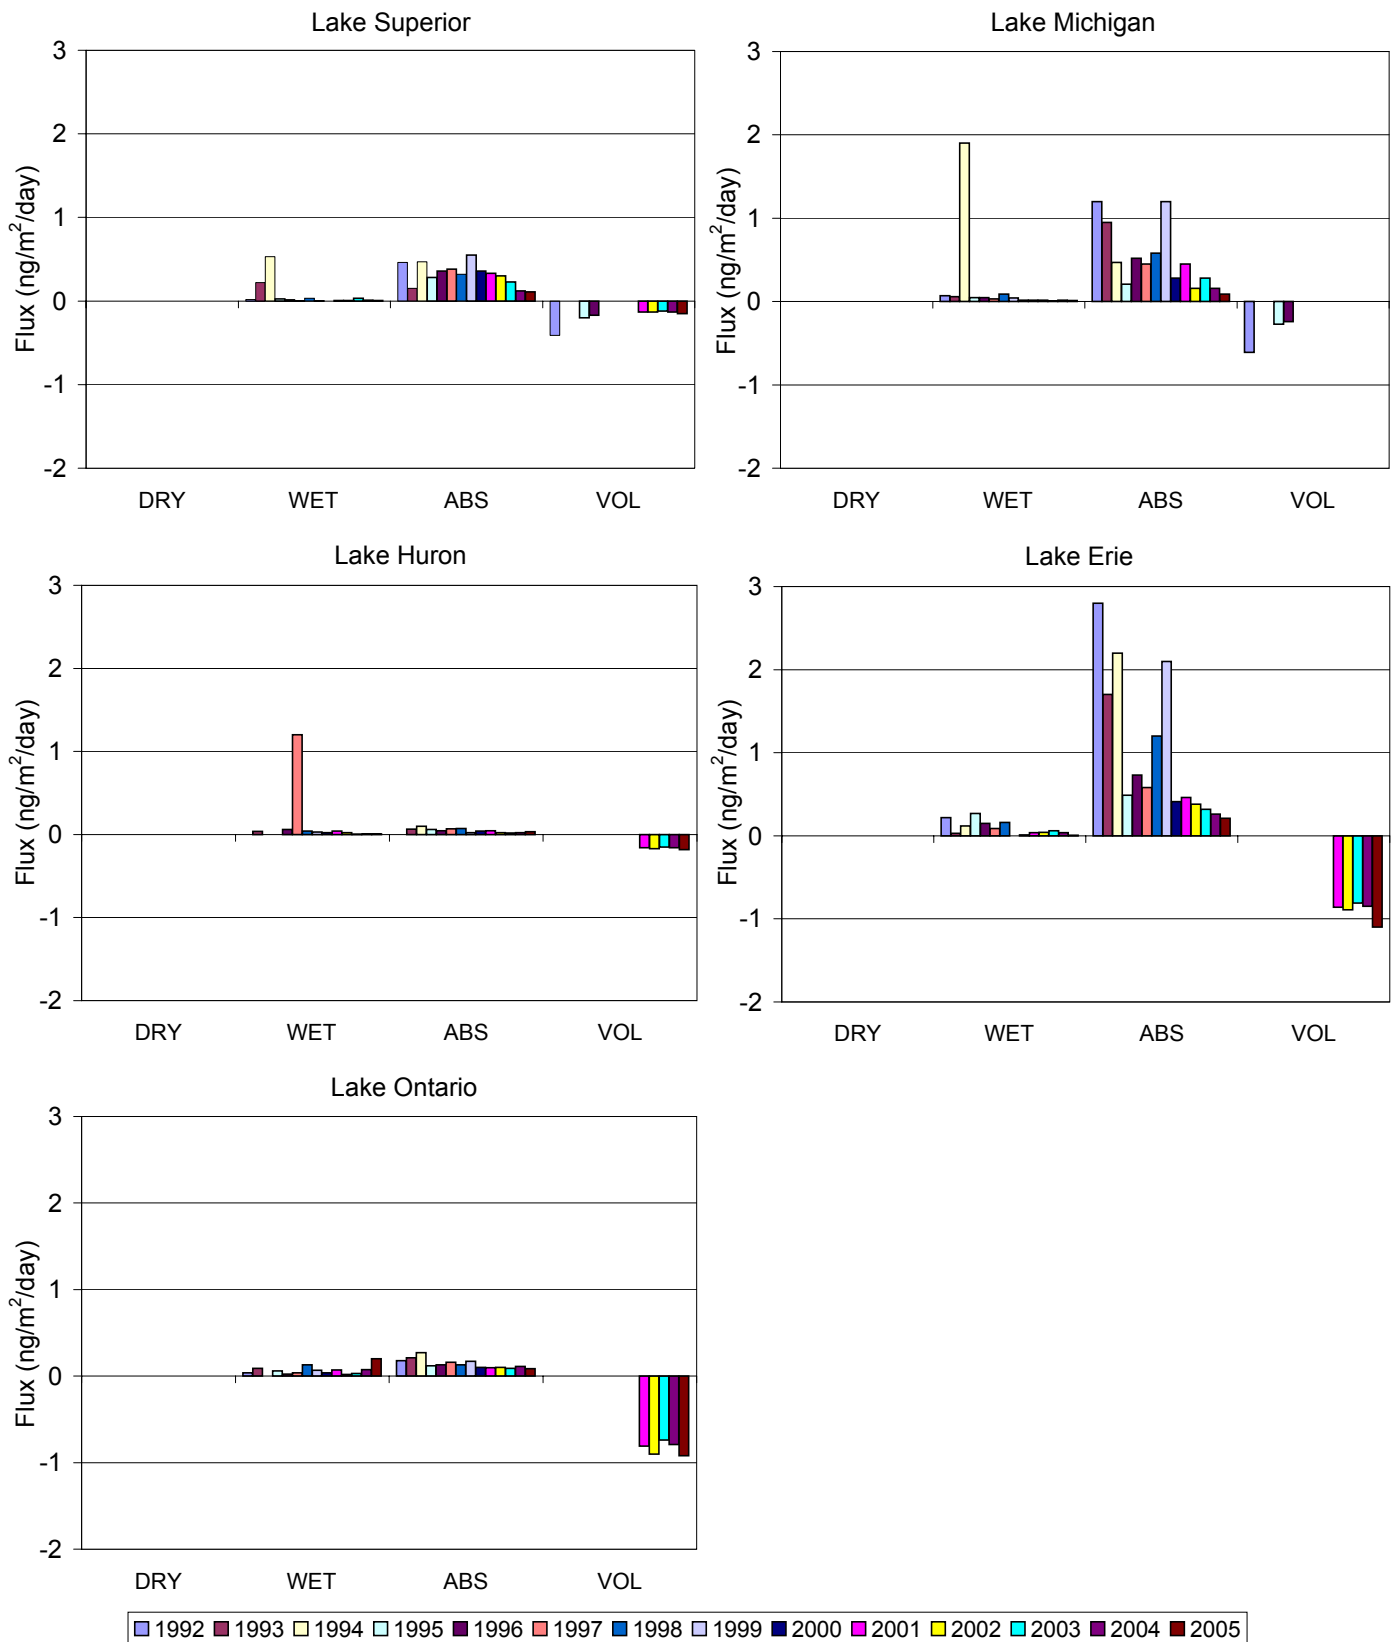 Lake Superior
3
2
1
0
-1
-2
Flux (ng/m²/day)
DRY WET ABS VOL
Lake Michigan
3
2
1
0
-1
-2
Flux (ng/m²/day)
DRY WET ABS VOL
Lake Huron
3
2
1
0
-1
-2
Flux (ng/m²/day)
DRY WET ABS VOL
Lake Erie
3
2
1
0
-1
-2
Flux (ng/m²/day)
DRY WET ABS VOL
Lake Ontario
3
2
1
0
-1
-2
Flux (ng/m²/day)
DRY WET ABS VOL
1992 1993 1994 1995 1996 1997 1998 1999 2000 2001 2002 2003 2004 2005